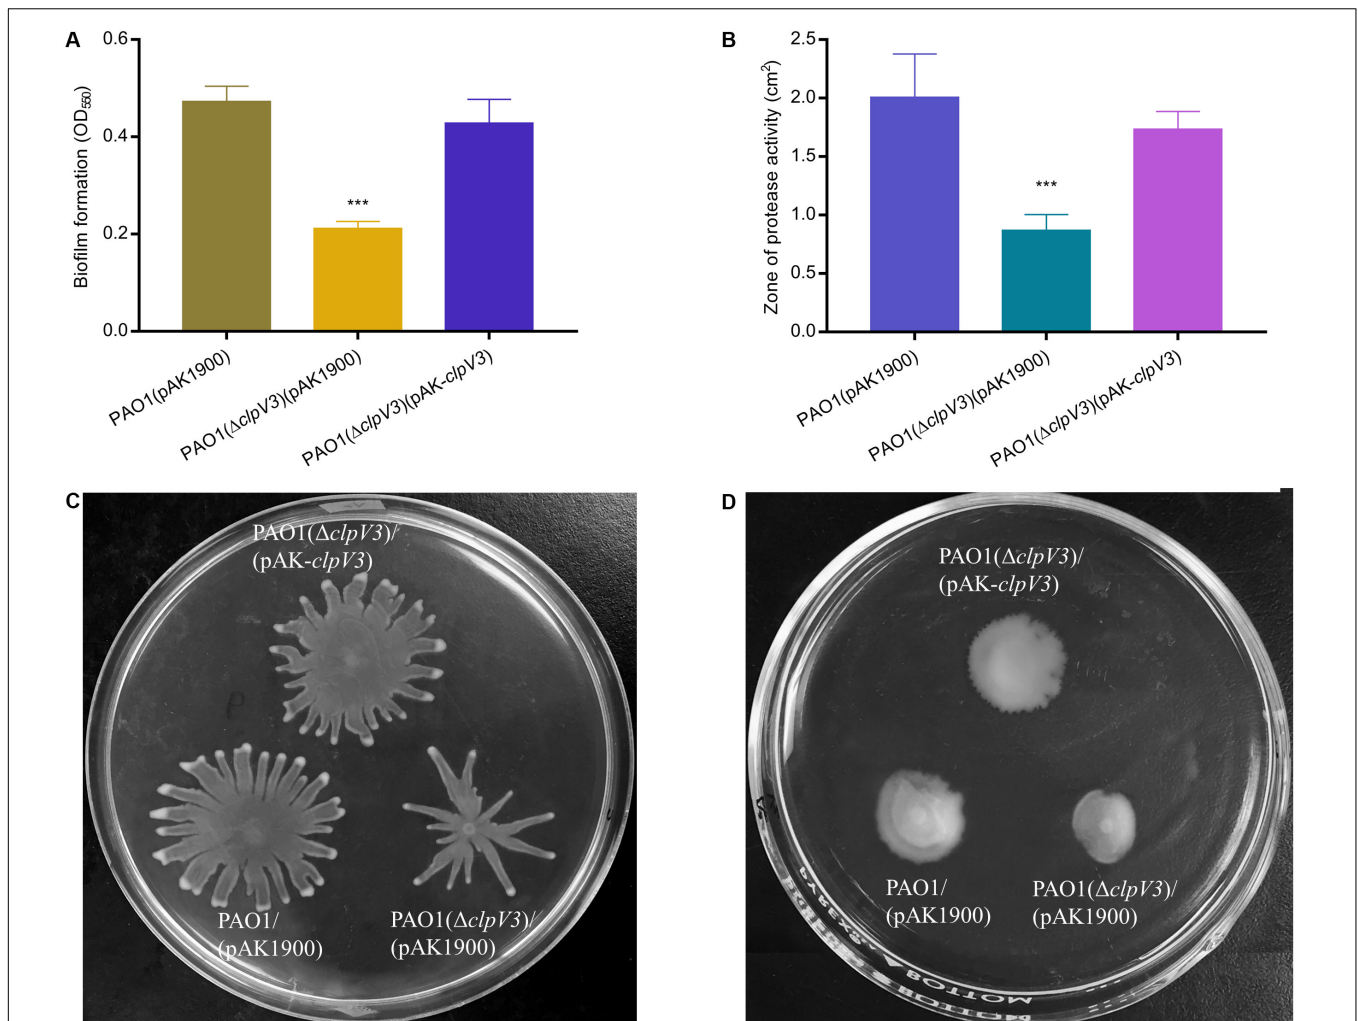 A
0.6
0.4
0.2
0.0
Biofilm formation (OD550)
***
PAO1(pAK1900)
PAO1(ΔclpV3)(pAK1900)
PAO1(ΔclpV3)(pAK-clpV3)
B
2.5
2.0
1.5
1.0
0.5
0.0
Zone of protease activity (cm2)
***
PAO1(pAK1900)
PAO1(ΔclpV3)(pAK1900)
PAO1(ΔclpV3)(pAK-clpV3)
C
PAO1(ΔclpV3)/
(pAK-clpV3)
P
PAO1/
(pAK1900)
PAO1(ΔclpV3)/
(pAK1900)
D
PAO1(ΔclpV3)/
(pAK-clpV3)
PAO1/
(pAK1900)
PAO1(ΔclpV3)/
(pAK1900)
BOTTOM